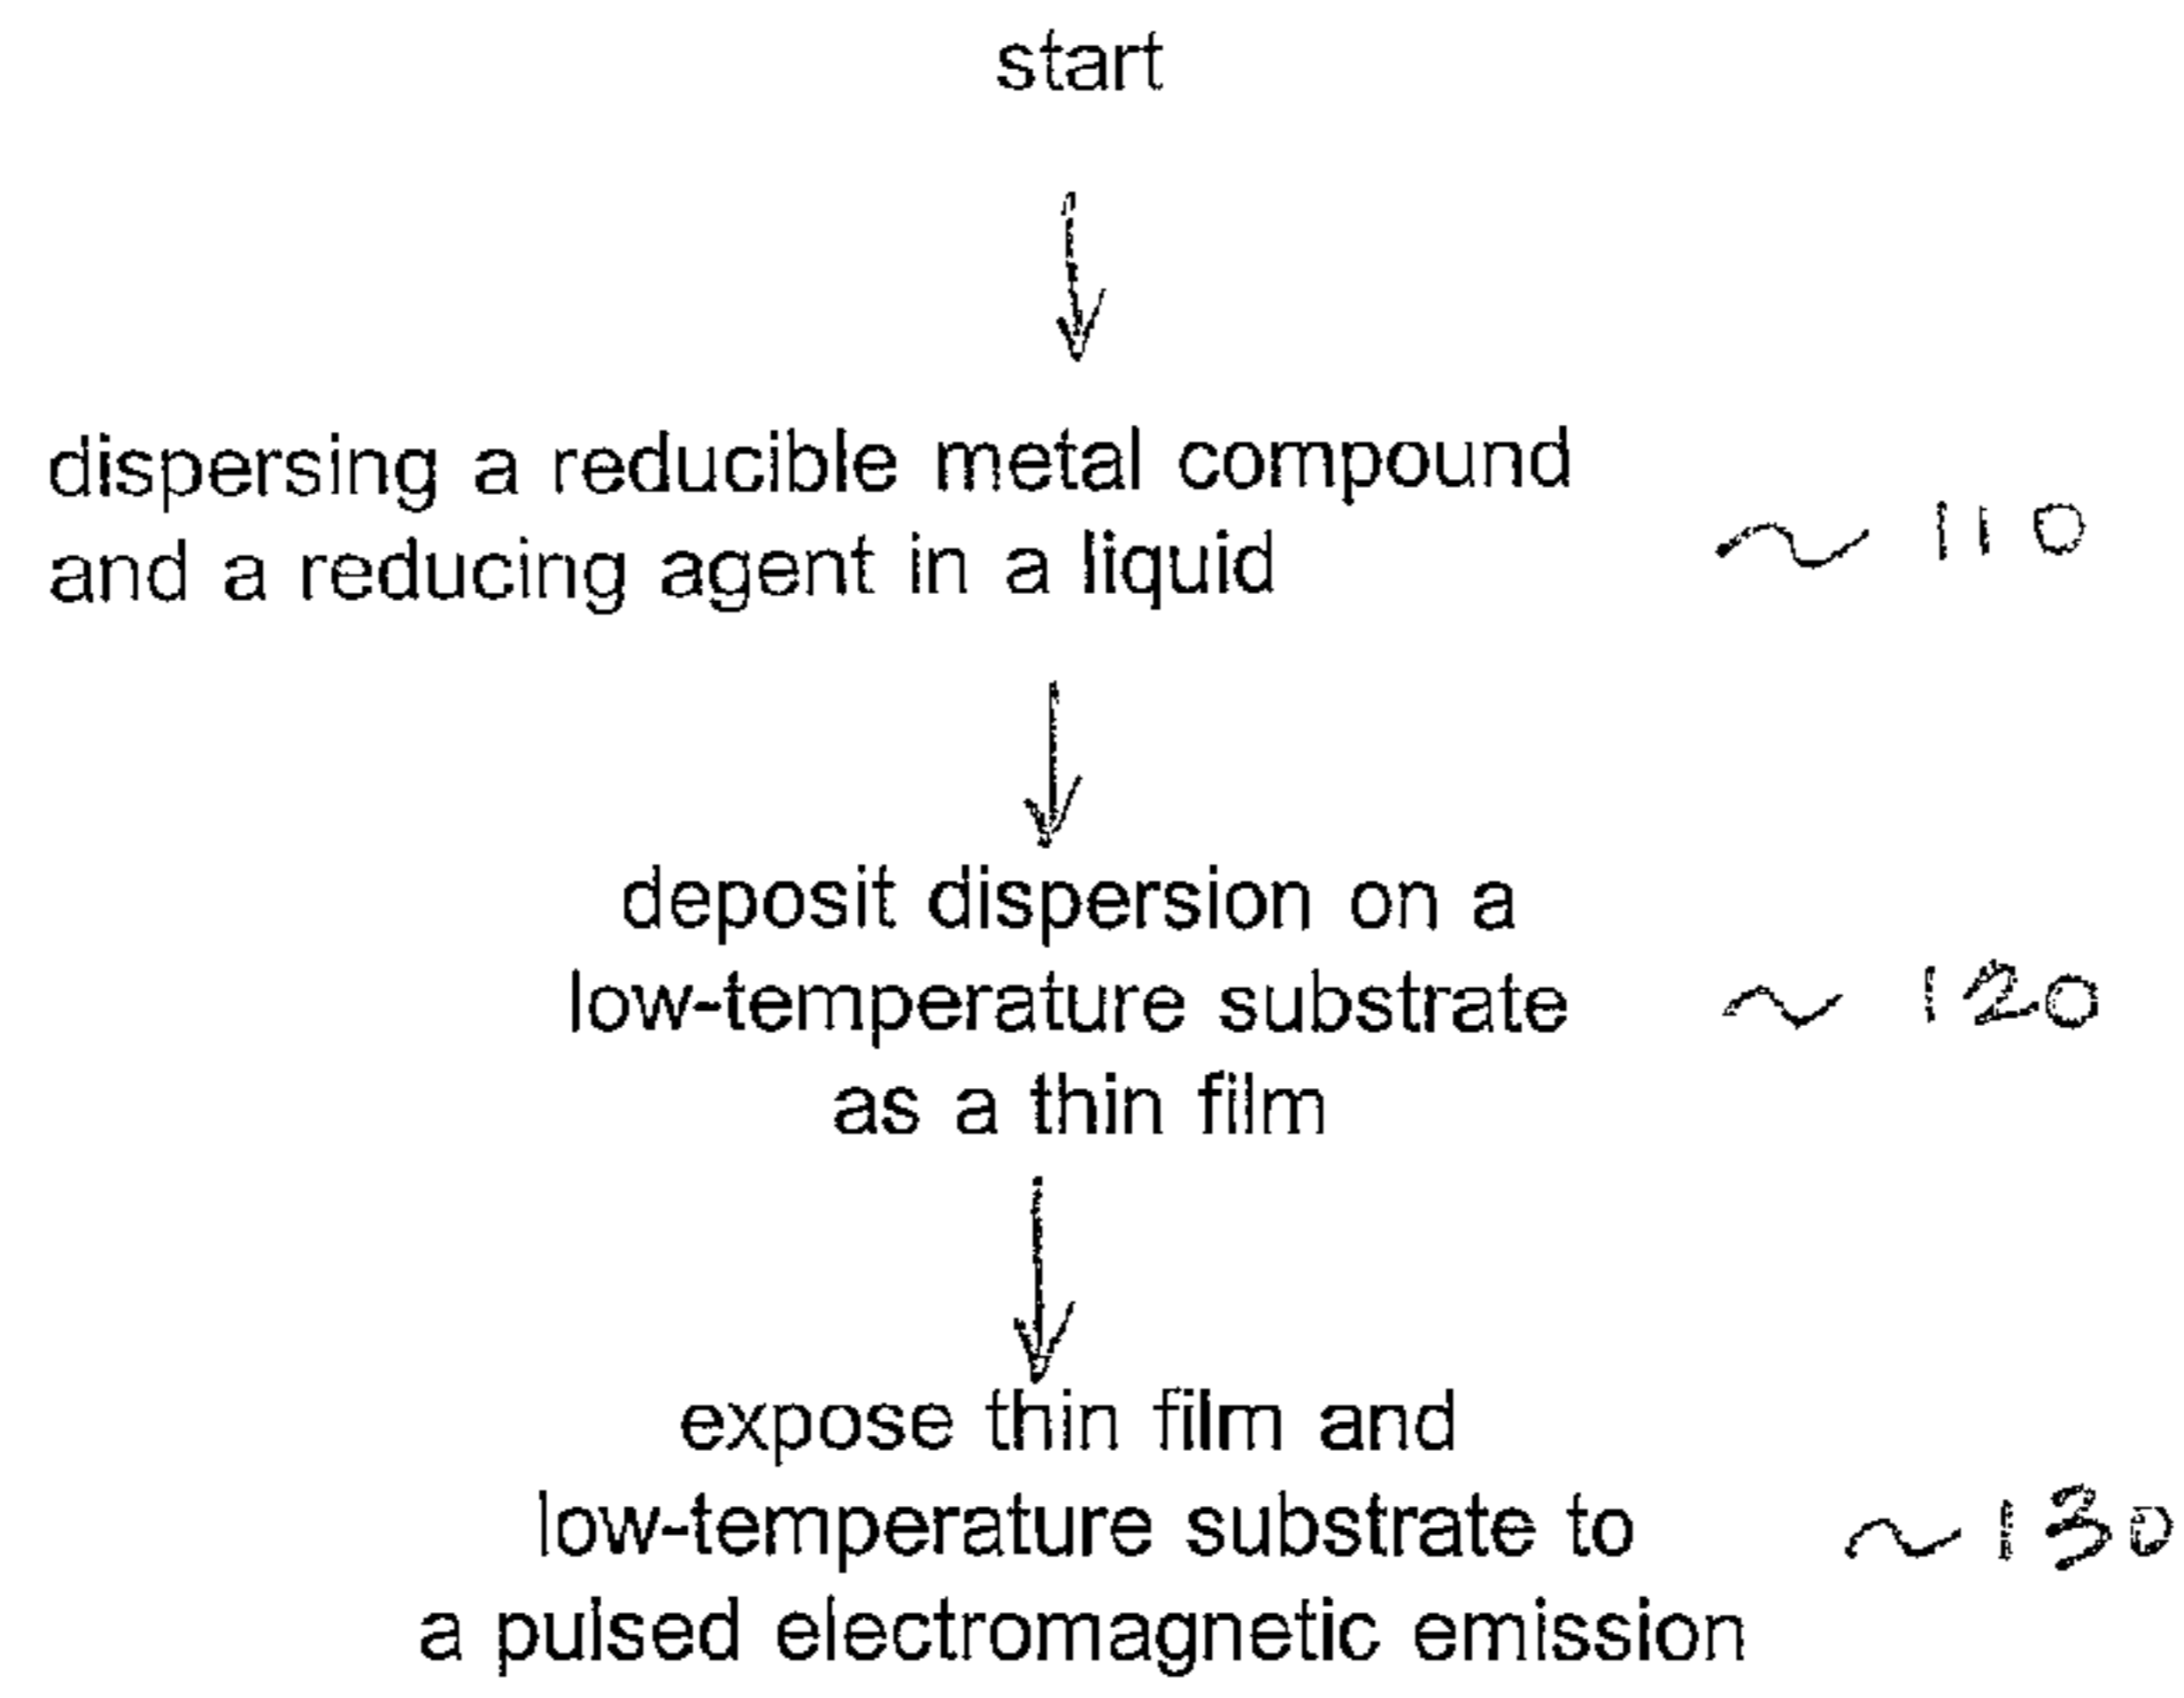 start
dispersing a reducible metal compound
and a reducing agent in a liquid ~ 110
deposit dispersion on a
low-temperature substrate ~ 120
as a thin film
expose thin film and
low-temperature substrate to ~ 130
a pulsed electromagnetic emission